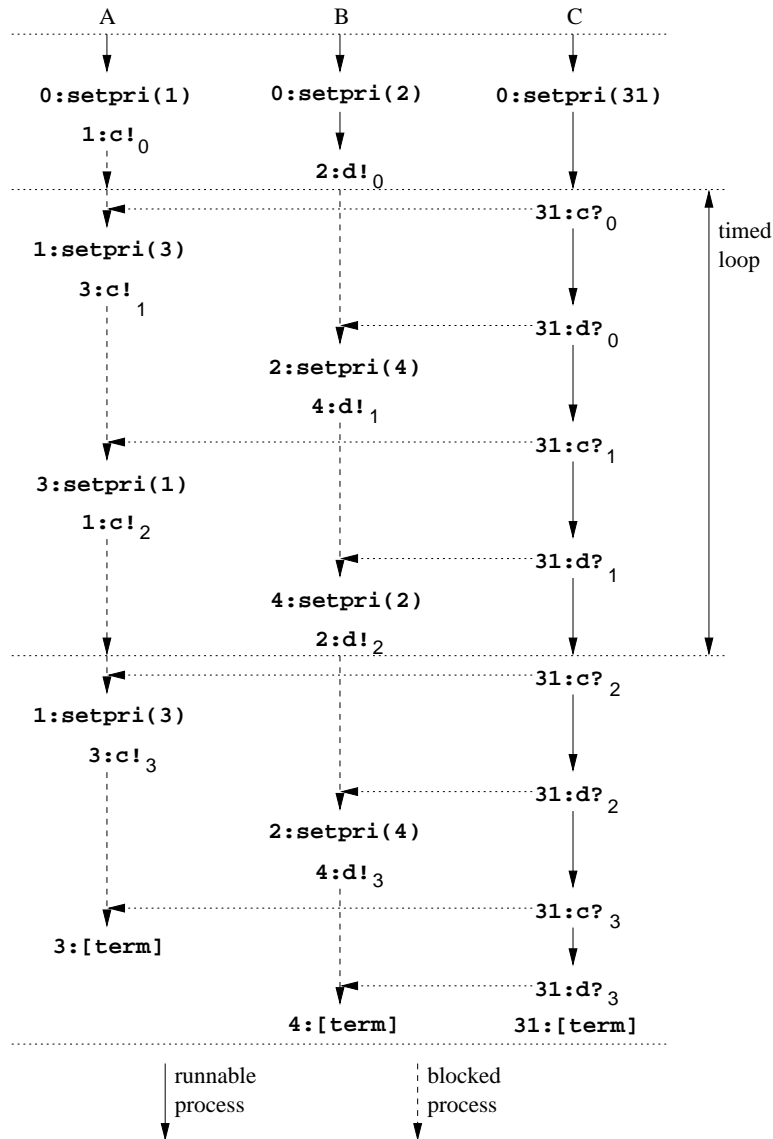 A B C
0:setpri(1) 0:setpri(2) 0:setpri(31)
1:c!0
2:d!0
31:c?0
timed
loop
1:setpri(3)
3:c!1
31:d?0
2:setpri(4)
4:d!1
31:c?1
3:setpri(1)
1:c!2
31:d?1
4:setpri(2)
2:d!2
31:c?2
1:setpri(3)
3:c!3
31:d?2
2:setpri(4)
4:d!3
31:c?3
3:[term]
31:d?3
4:[term] 31:[term]
runnable
process
blocked
process